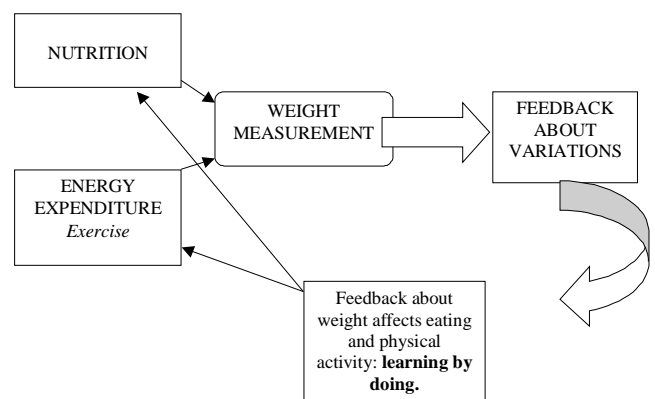 NUTRITION
WEIGHT
MEASUREMENT
FEEDBACK
ABOUT
VARIATIONS
ENERGY
EXPENDITURE
Exercise
Feedback about
weight affects eating
and physical
activity: learning by
doing.